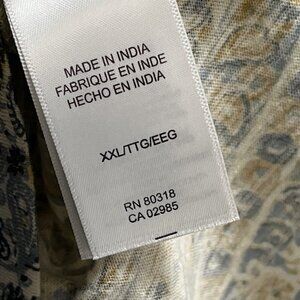 MADE IN INDIA
FABRIQUE EN INDE
HECHO EN INDIA
XXL/TTG/EEG
RN 80318
CA 02985